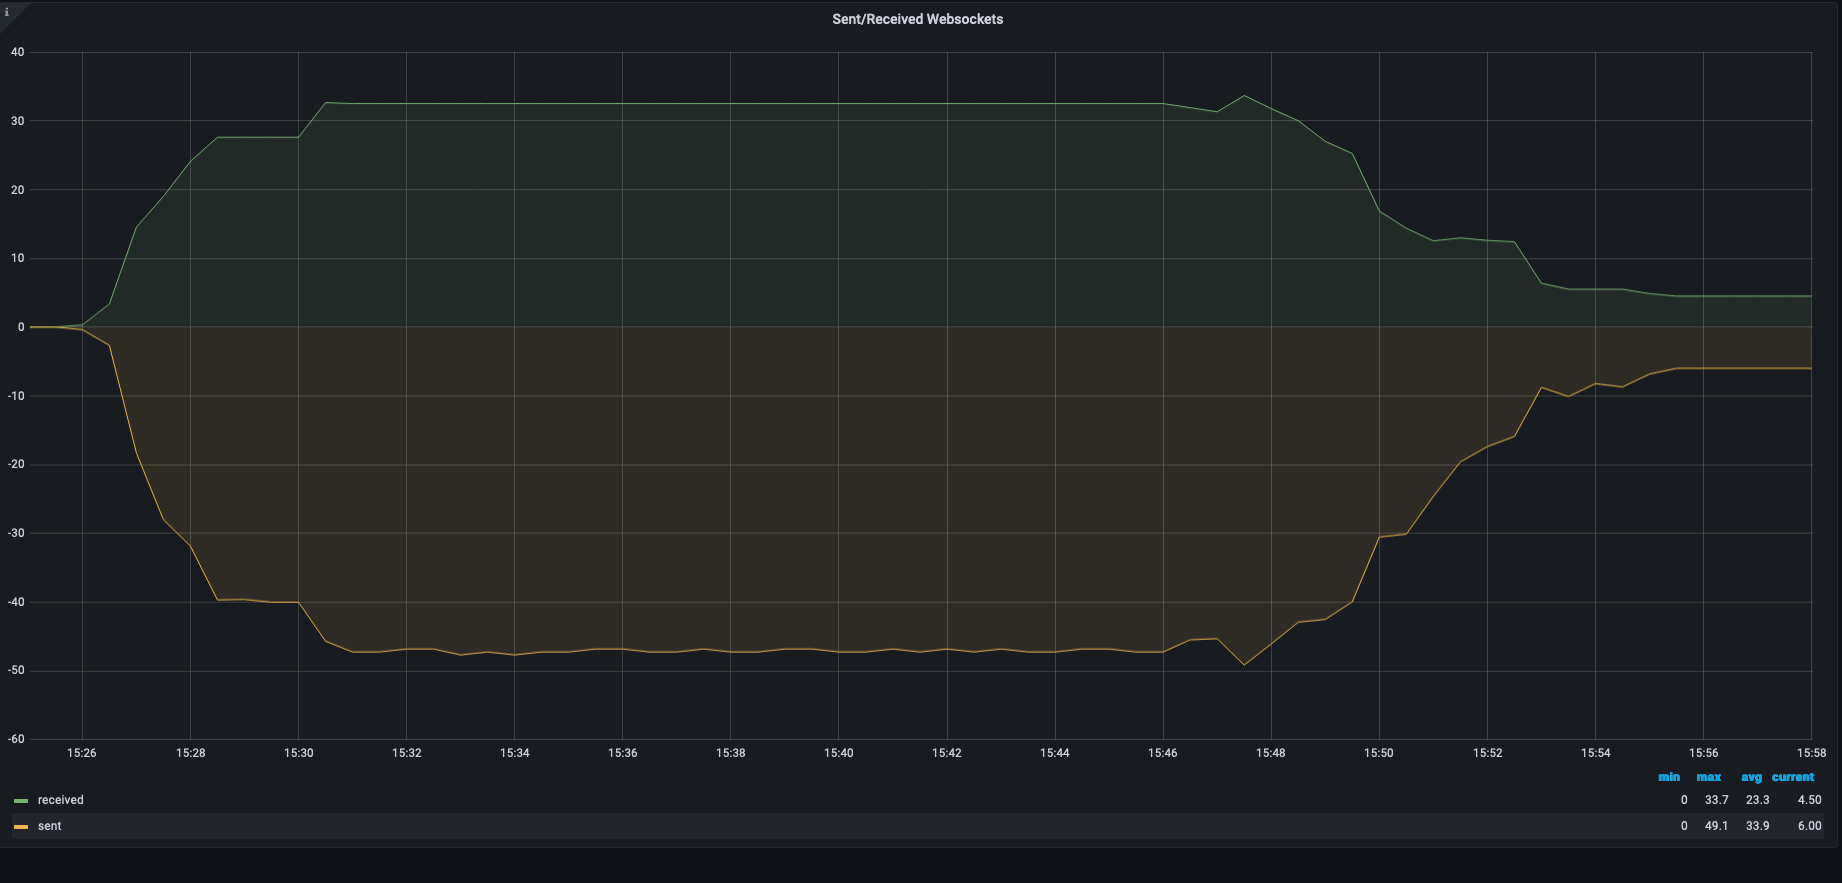 i
Sent/Received Websockets
40
30
20
10
0
-10
-20
-30
-40
-50
-60
15:26 15:28 15:30 15:32 15:34 15:36 15:38 15:40 15:42 15:44 15:46 15:48 15:50 15:52 15:54 15:56 15:58
min max avg current
received 0 33.7 23.3 4.50
sent 0 49.1 33.9 6.00